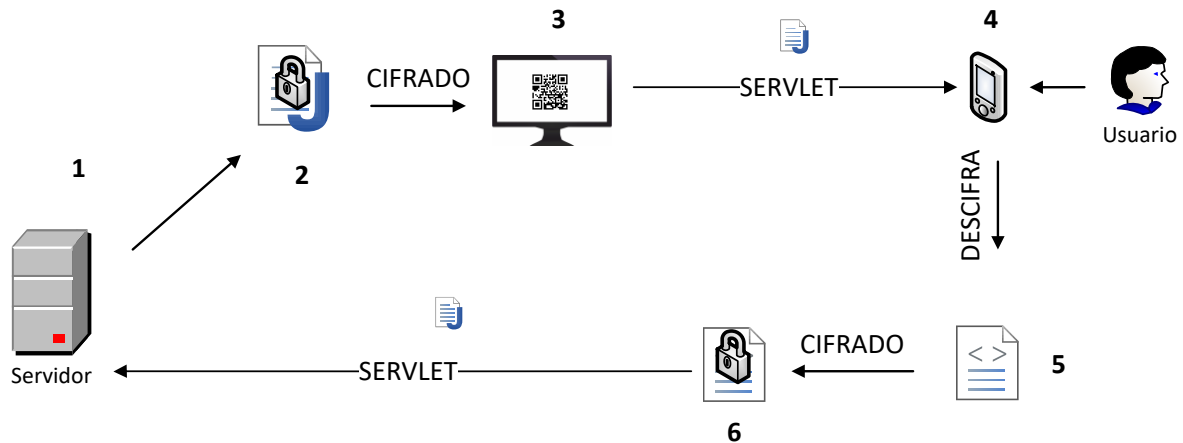 3
4
CIFRADO
SERVLET
Usuario
1
2
DESCIFRA
Servidor
SERVLET
CIFRADO
5
6